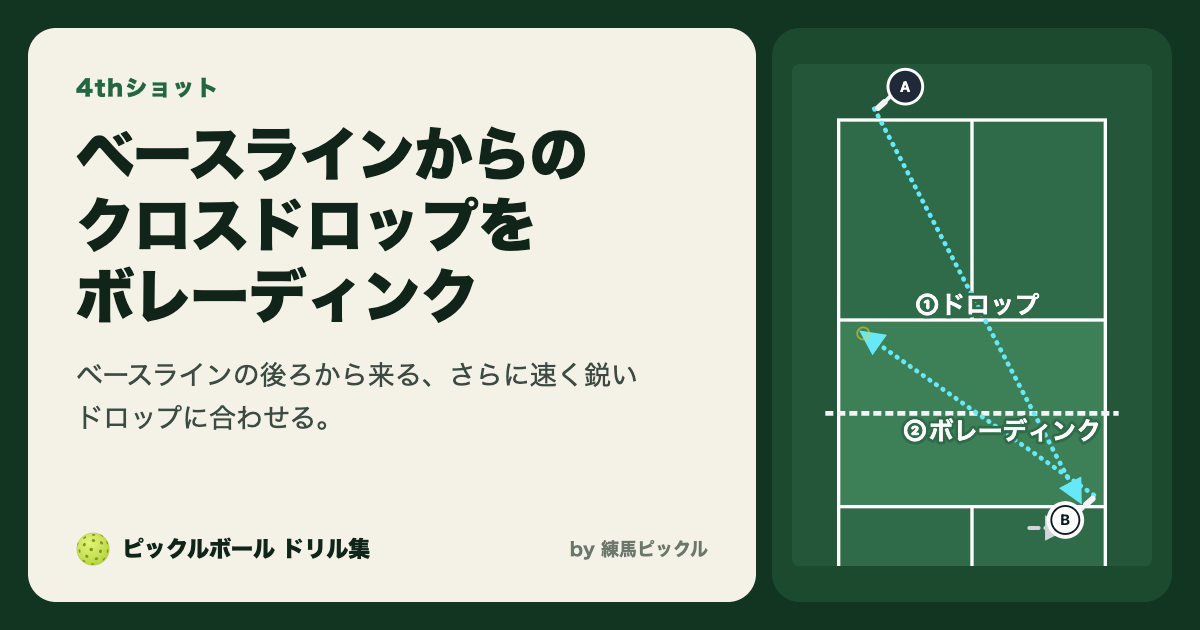 4thショット
ベースラインからの
クロスドロップを
ボレーディンク
ベースラインの後ろから来る、さらに速く鋭い
ドロップに合わせる。
ピックルボール ドリル集
by 練馬ピックル
A
①ドロップ
②ボレーディンク
B